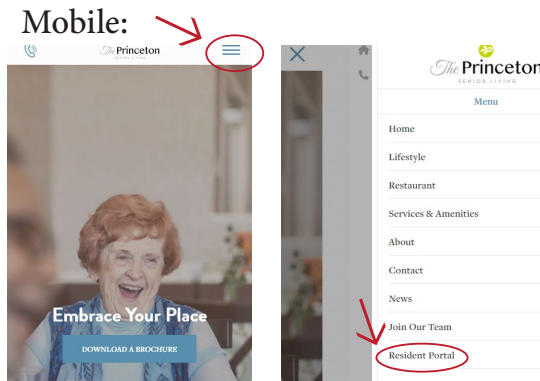 Mobile:
The Princeton
SENIOR LIVING
Embrace Your Place
DOWNLOAD A BROCHURE
The Princeton
SENIOR LIVING
Menu
Home
Lifestyle
Restaurant
Services & Amenities
About
Contact
News
Join Our Team
Resident Portal